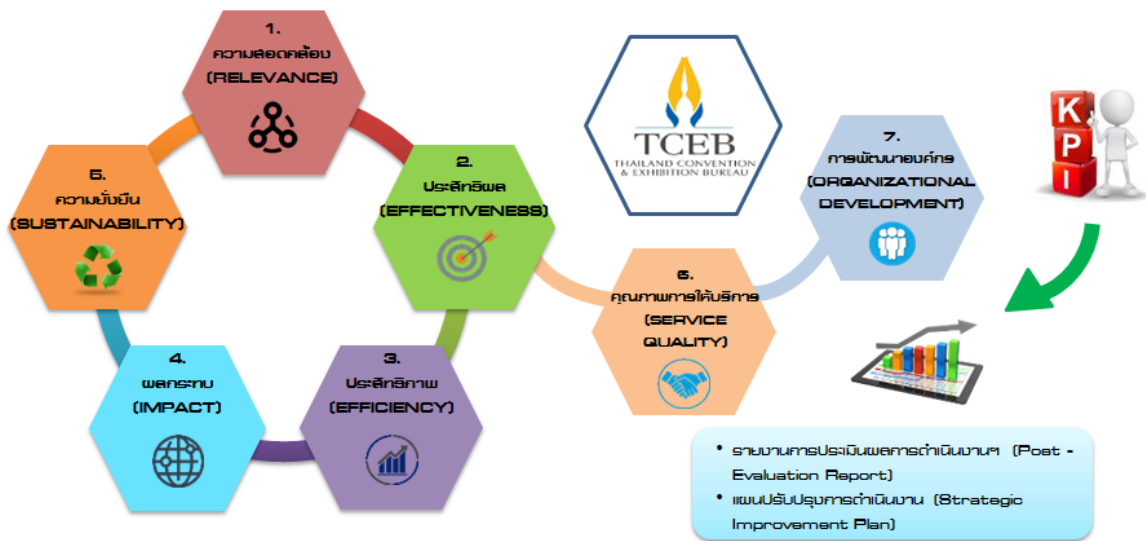 1.
ความสอดคล้อง
(RELEVANCE)
2.
ประสิทธิผล
(EFFECTIVENESS)
3.
ประสิทธิภาพ
(EFFICIENCY)
4.
ผลกระทบ
(IMPACT)
5.
ความยั่งยืน
(SUSTAINABILITY)
TCEB
THAILAND CONVENTION
& EXHIBITION BUREAU
6.
คุณภาพการให้บริการ
(SERVICE
QUALITY)
7.
การพัฒนาองค์กร
(ORGANIZATIONAL
DEVELOPMENT)
K
P
I
• รายงานการประเมินผลการดำเนินงานฯ (Post -
Evaluation Report)
• แผนปรับปรุงการดำเนินงาน (Strategic
Improvement Plan)